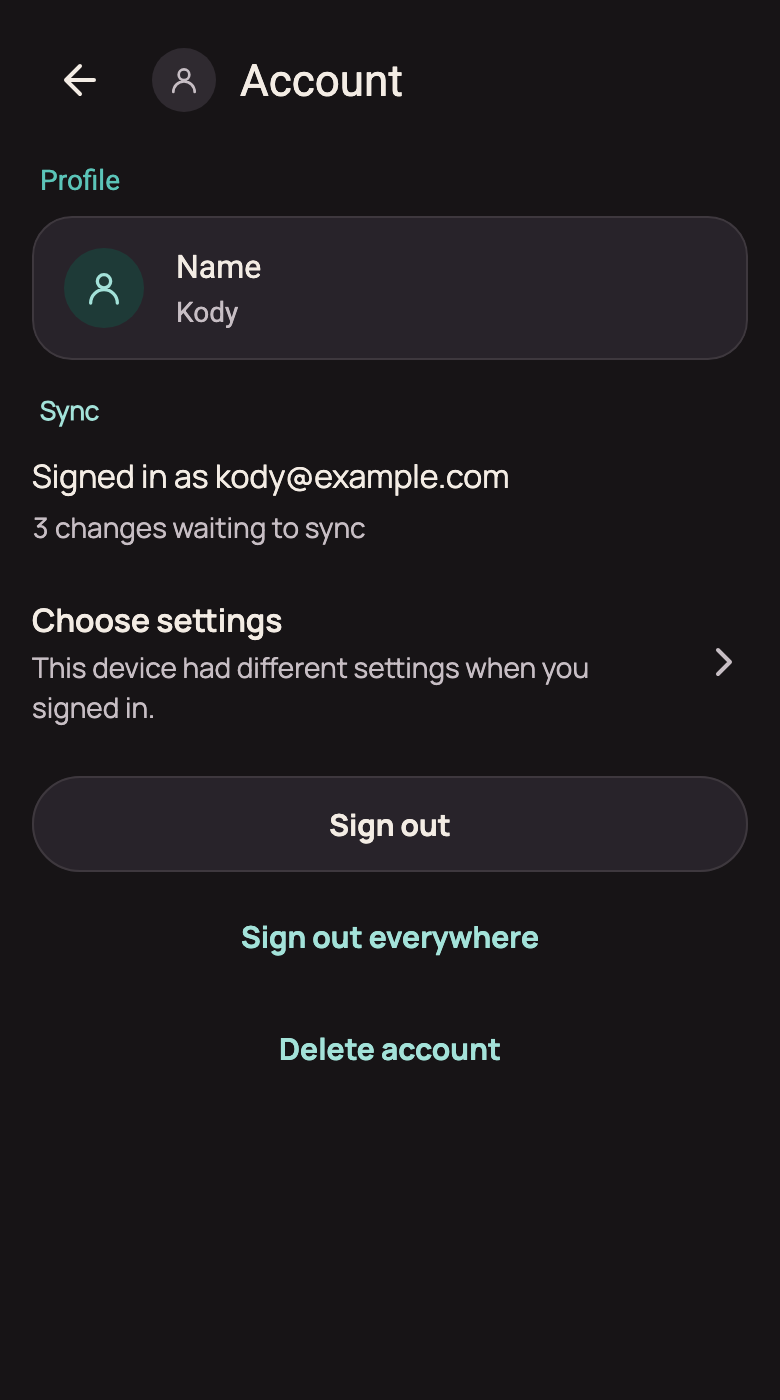 Account
Profile
Name
Kody
Sync
Signed in as kody@example.com
3 changes waiting to sync
Choose settings
This device had different settings when you
signed in.
Sign out
Sign out everywhere
Delete account